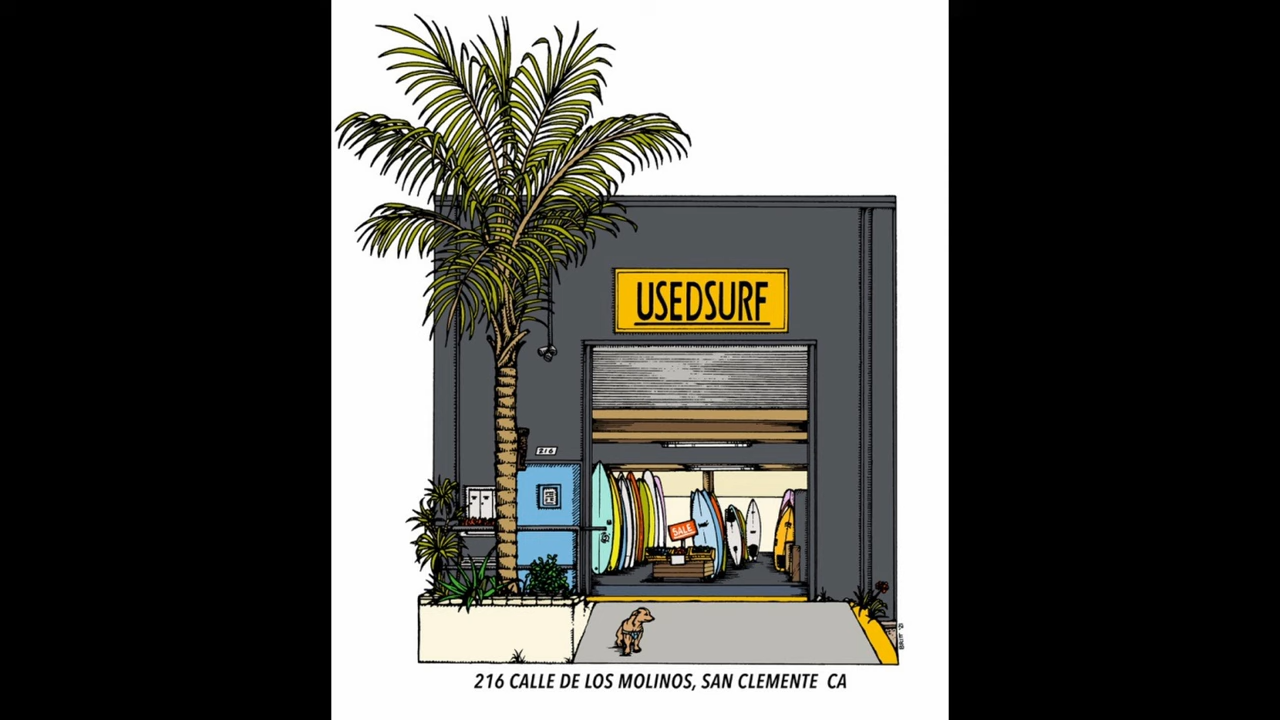 USEDSURF
216
SALE
216 CALLE DE LOS MOLINOS, SAN CLEMENTE CA